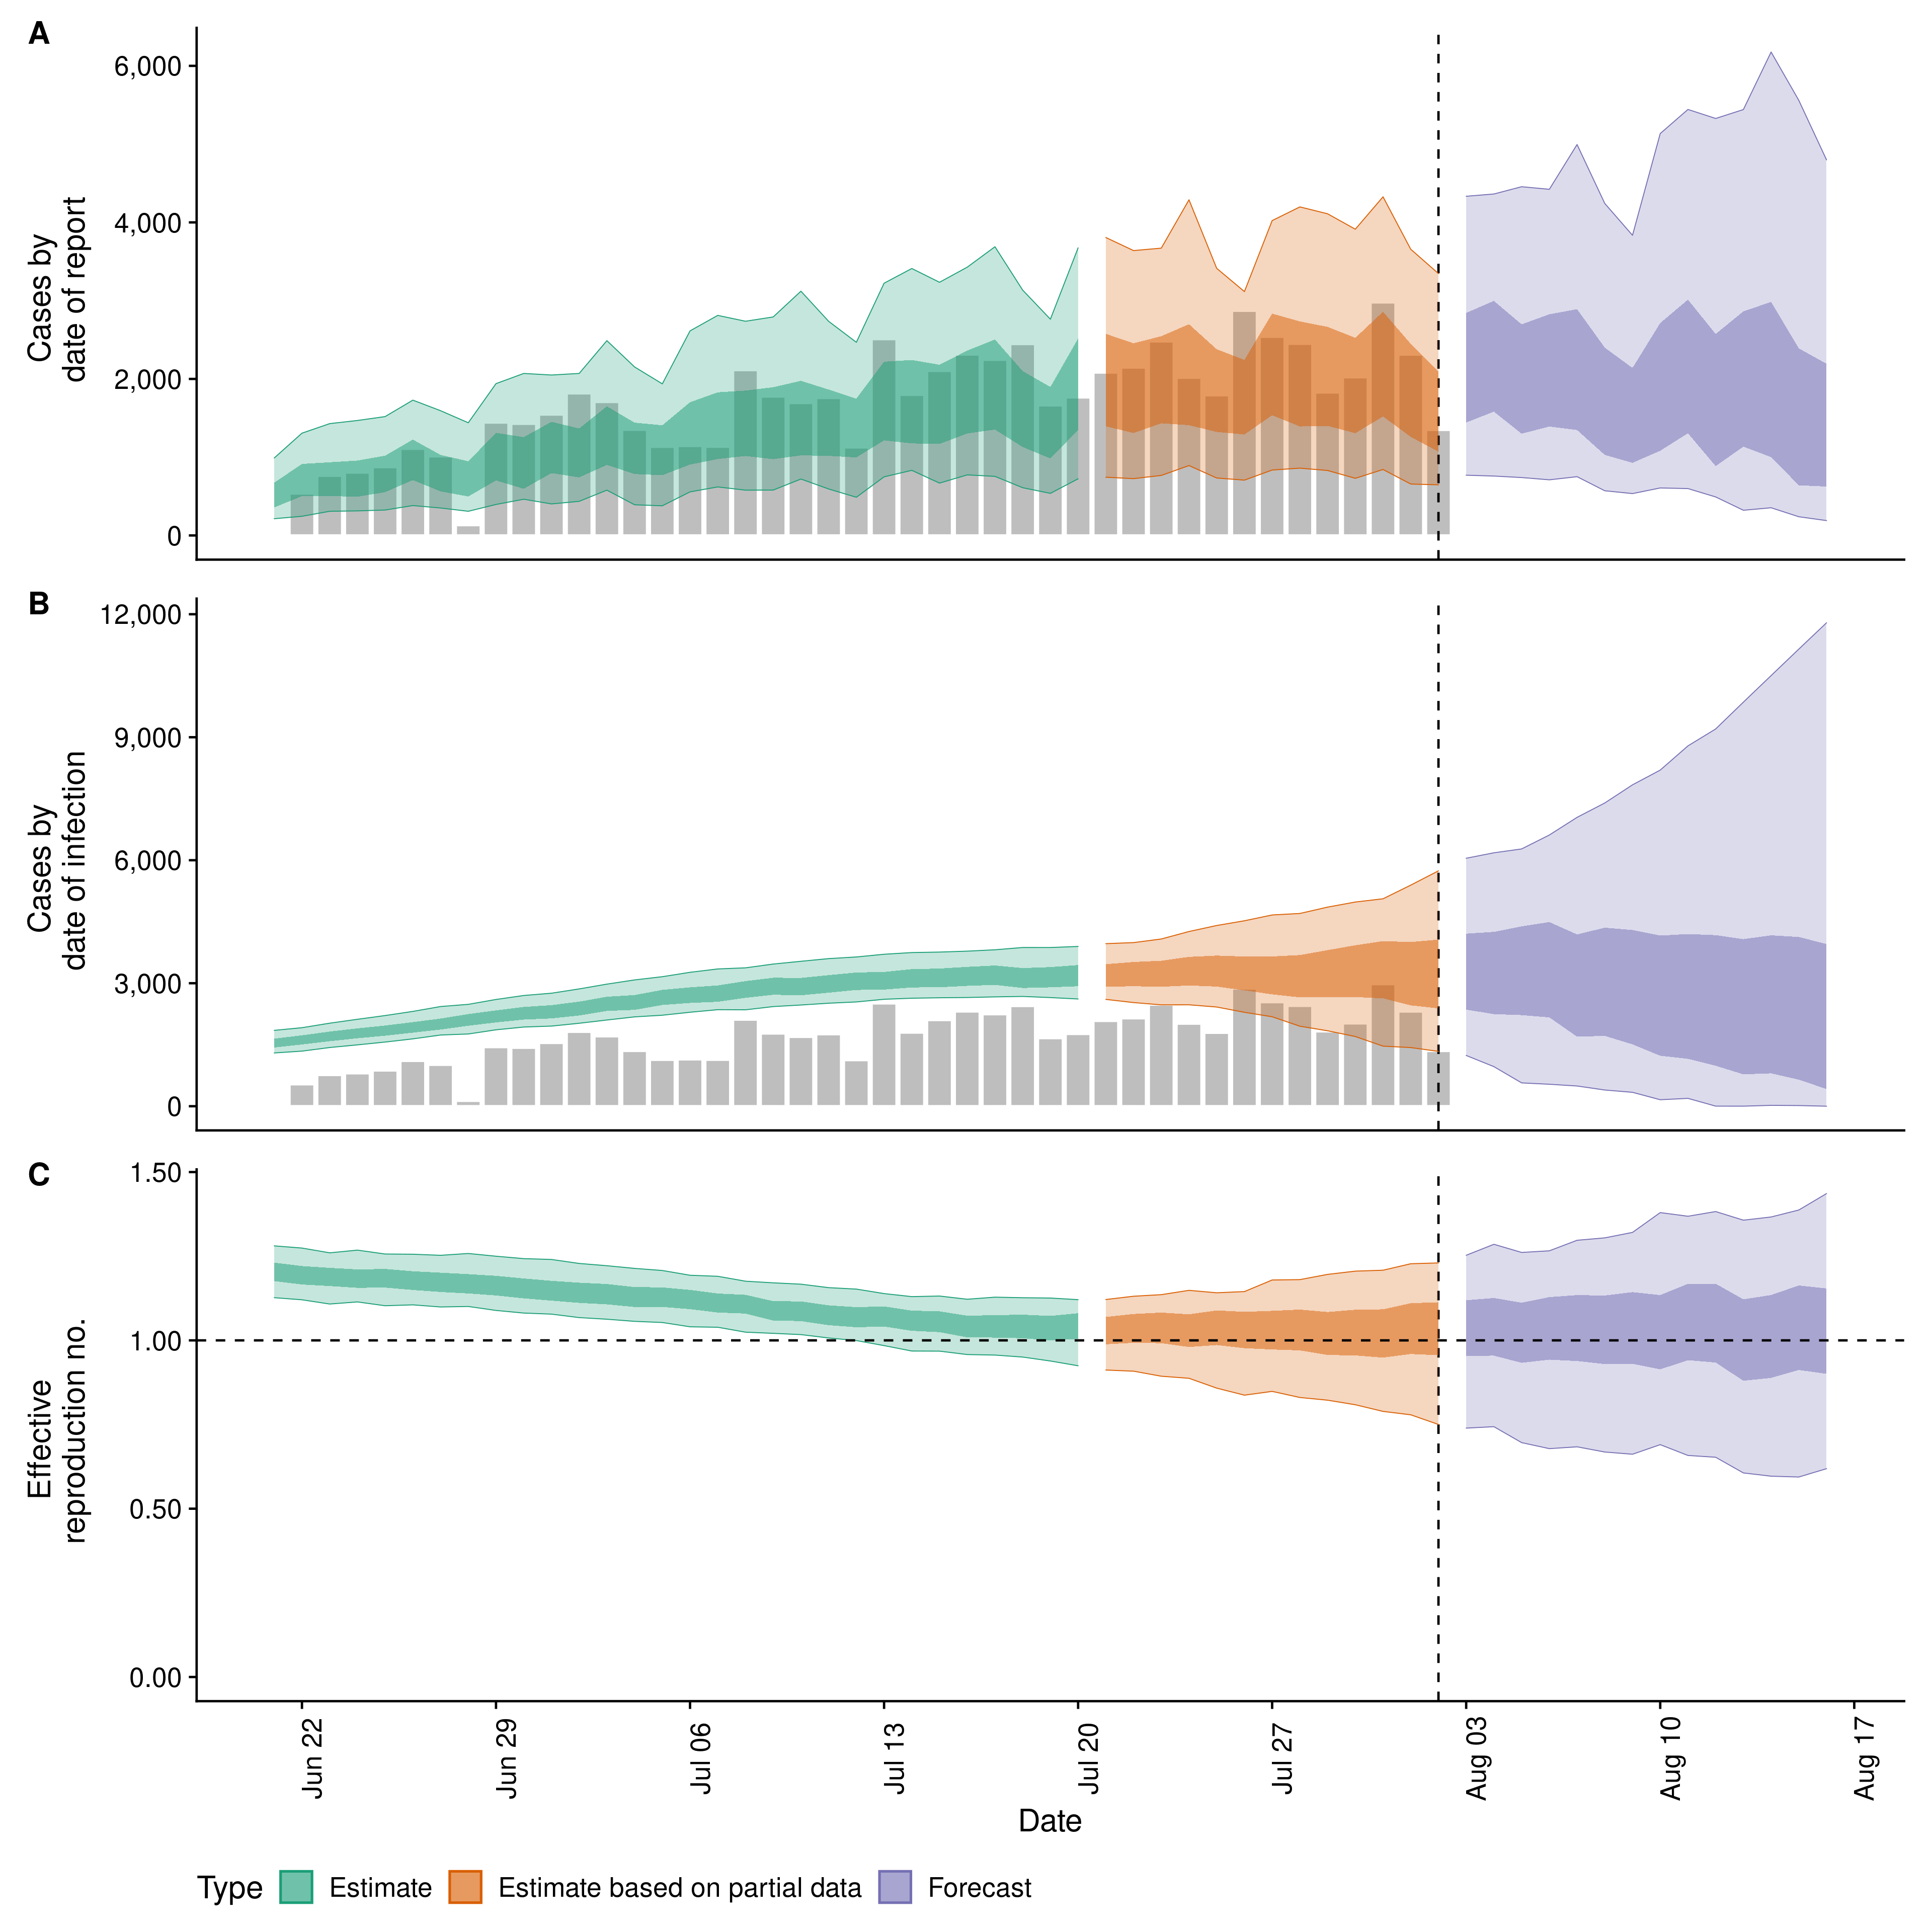 A
Cases by
date of report
6,000
4,000
2,000
0
B
Cases by
date of infection
12,000
9,000
6,000
3,000
0
C
Effective
reproduction no.
1.50
1.00
0.50
0.00
Jun 22
Jun 29
Jul 06
Jul 13
Jul 20
Jul 27
Aug 03
Aug 10
Aug 17
Date
Type Estimate Estimate based on partial data Forecast